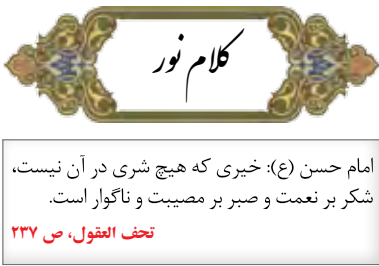 کلام نور
امام حسن (ع): خیری که هیچ شری در آن نیست،
شکر بر نعمت و صبر بر مصیبت و ناگوار است.
تحف العقول، ص ۲۳۷